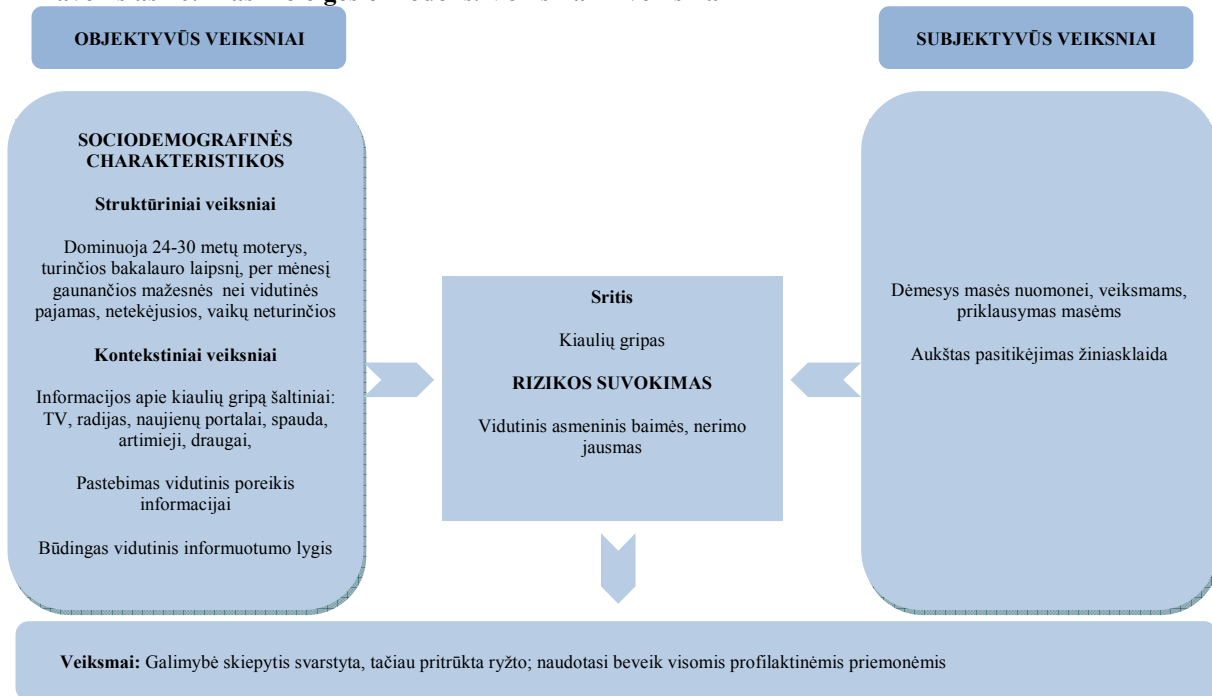 OBJEKTYVŪS VEIKSNIAI
SUBJEKTYVŪS VEIKSNIAI
SOCIODEMOGRAFINĖS
CHARAKTERISTIKOS
Struktūriniai veiksniai
Dominuoja 24-30 metų moterys,
turinčios bakalauro laipsnį, per mėnesį
gaunančios mažesnės nei vidutinės
pajamas, netekėjusios, vaikų neturinčios
Kontekstiniai veiksniai
Informacijos apie kiaulių gripą šaltiniai:
TV, radijas, naujienų portalai, spauda,
artimieji, draugai,
Pastebimas vidutinis poreikis
informacijai
Būdingas vidutinis informuotumo lygis
Sritis
Kiaulių gripas
RIZIKOS SUVOKIMAS
Vidutinis asmeninis baimės, nerimo
jausmas
Dėmesys masės nuomonei, veiksmams,
priklausymas masėms
Aukštas pasitikėjimas žiniasklaida
Veiksmai: Galimybė skiepytis svarstyta, tačiau pritrūkta ryžto; naudotasi beveik visomis profilaktinėmis priemonėmis